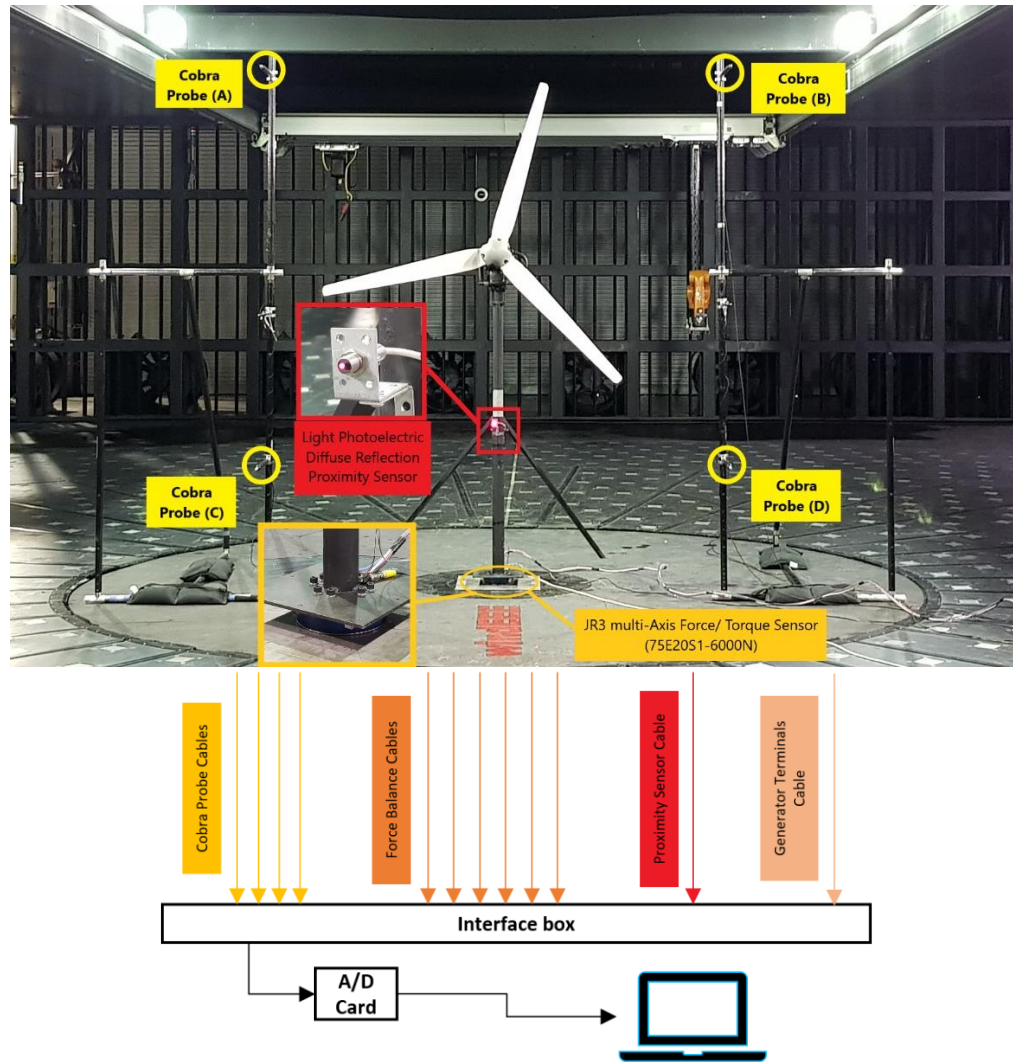 Cobra
Probe (A)
Cobra
Probe (B)
Light Photoelectric
Diffuse Reflection
Proximity Sensor
Cobra
Probe (C)
Cobra
Probe (D)
JR3 multi-Axis Force/ Torque Sensor
(75E20S1-6000N)
Cobra Probe Cables
Force Balance Cables
Proximity Sensor Cable
Generator Terminals
Cable
Interface box
A/D
Card